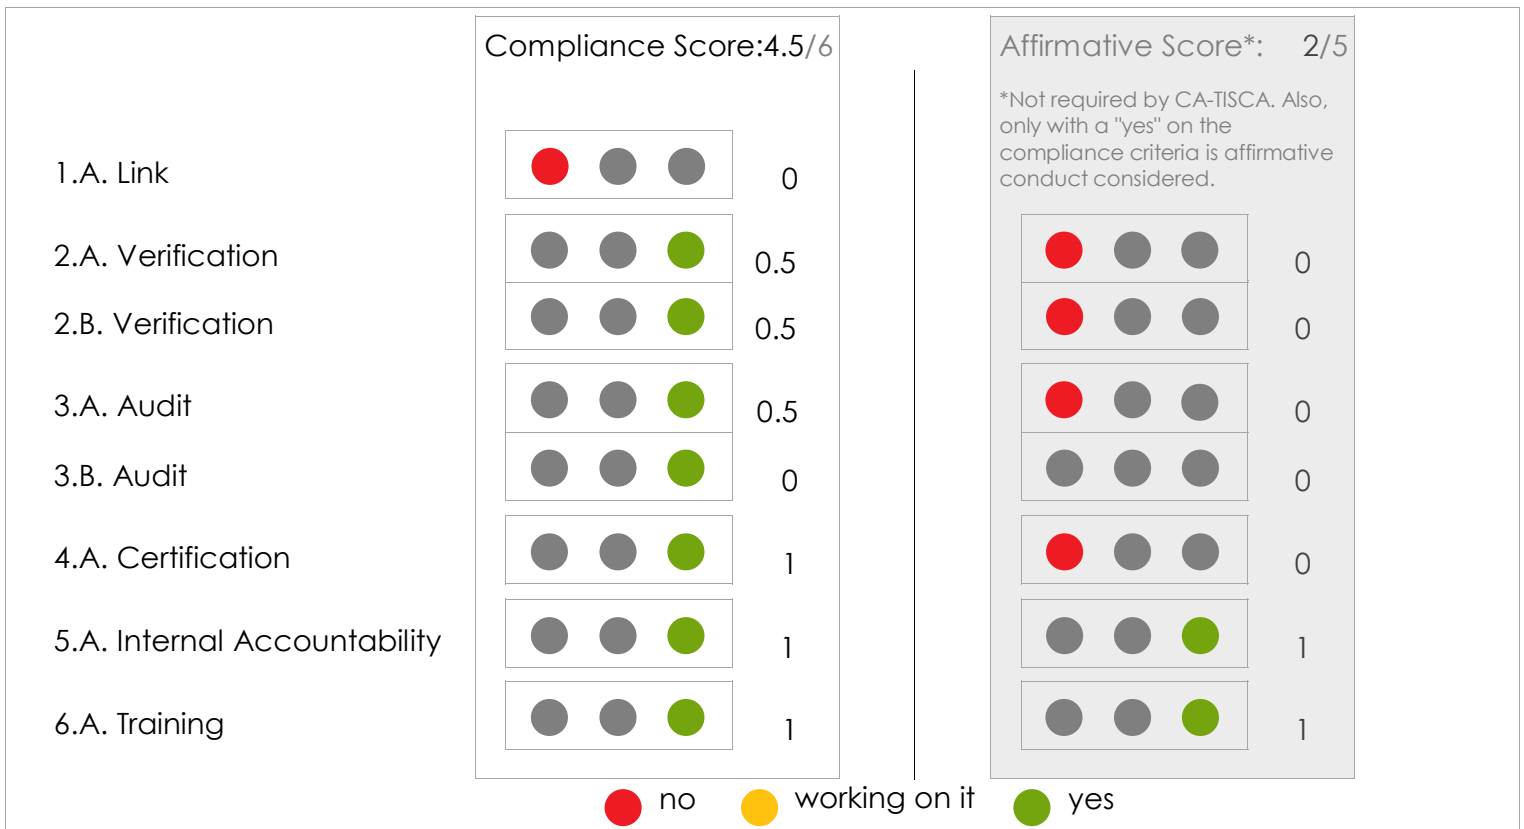 Compliance Score:4.5/6
Affirmative Score*: 2/5
*Not required by CA-TISCA. Also,
only with a "yes" on the
compliance criteria is affirmative
conduct considered.
1.A. Link 0
2.A. Verification 0.5 0
2.B. Verification 0.5 0
3.A. Audit 0.5 0
3.B. Audit 0 0
4.A. Certification 1 0
5.A. Internal Accountability 1 1
6.A. Training 1 1
no working on it yes